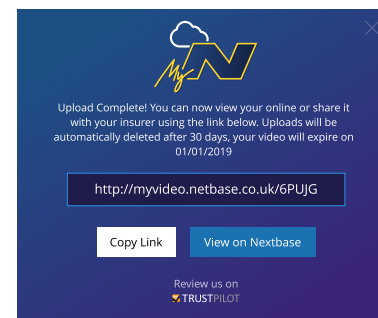 My N
Upload Complete! You can now view your online or share it
with your insurer using the link below. Uploads will be
automatically deleted after 30 days, your video will expire on
01/01/2019
http://myvideo.netbase.co.uk/6PUJG
Copy Link View on Nextbase
Review us on
TRUSTPILOT